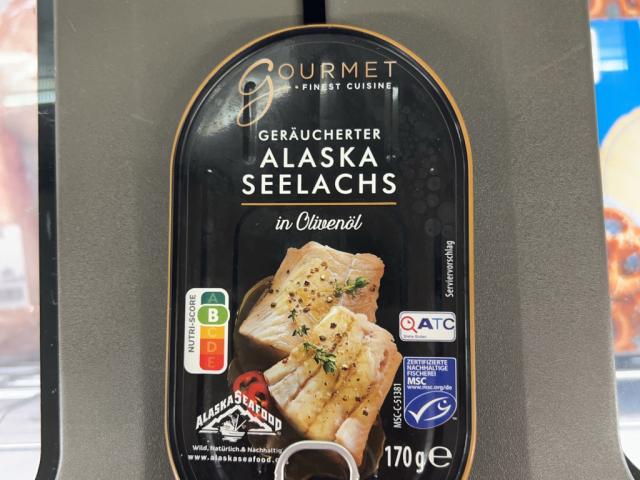 GOURMET
FINEST CUISINE
GERÄUCHERTER
ALASKA
SEELACHS
in Olivenöl
Serviervorschlag
NUTRI-SCORE
A
B
C
D
E
ATC
ZERTIFIZIERTE
NACHHALTIGE
FISCHEREI
MSC
www.msc.org/de
MSC-C-51381
ALASKA SEAFOOD
Wild, Natürlich & Nachhaltig
www.alaskaseafood.
170 g e